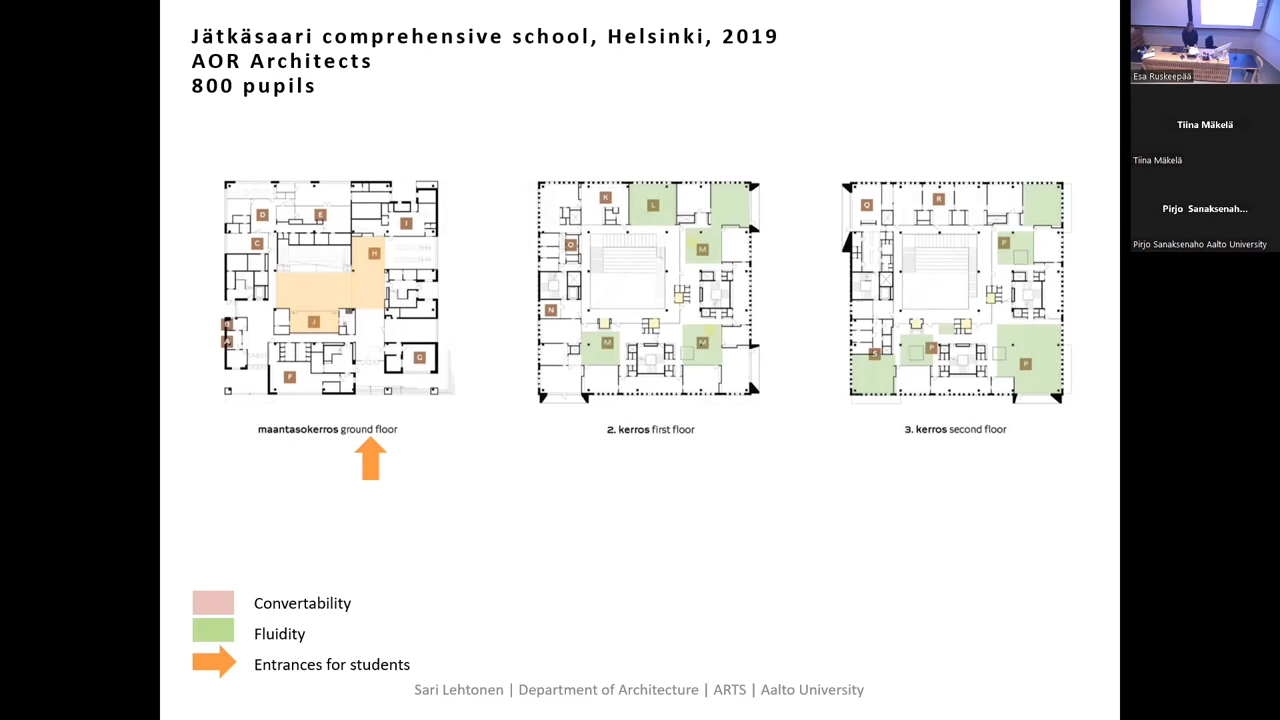 Jätkäsaari comprehensive school, Helsinki, 2019
AOR Architects
800 pupils
D
E
I
C
H
J
B
A
G
F
maantasokerros ground floor
K
L
O
M
N
M
M
2. kerros first floor
Q
R
P
S
P
P
3. kerros second floor
Convertability
Fluidity
Entrances for students
Sari Lehtonen | Department of Architecture | ARTS | Aalto University
Esa Ruskeepää
Tiina Mäkelä
Tiina Mäkelä
Pirjo Sanaksenah...
Pirjo Sanaksenaho Aalto University